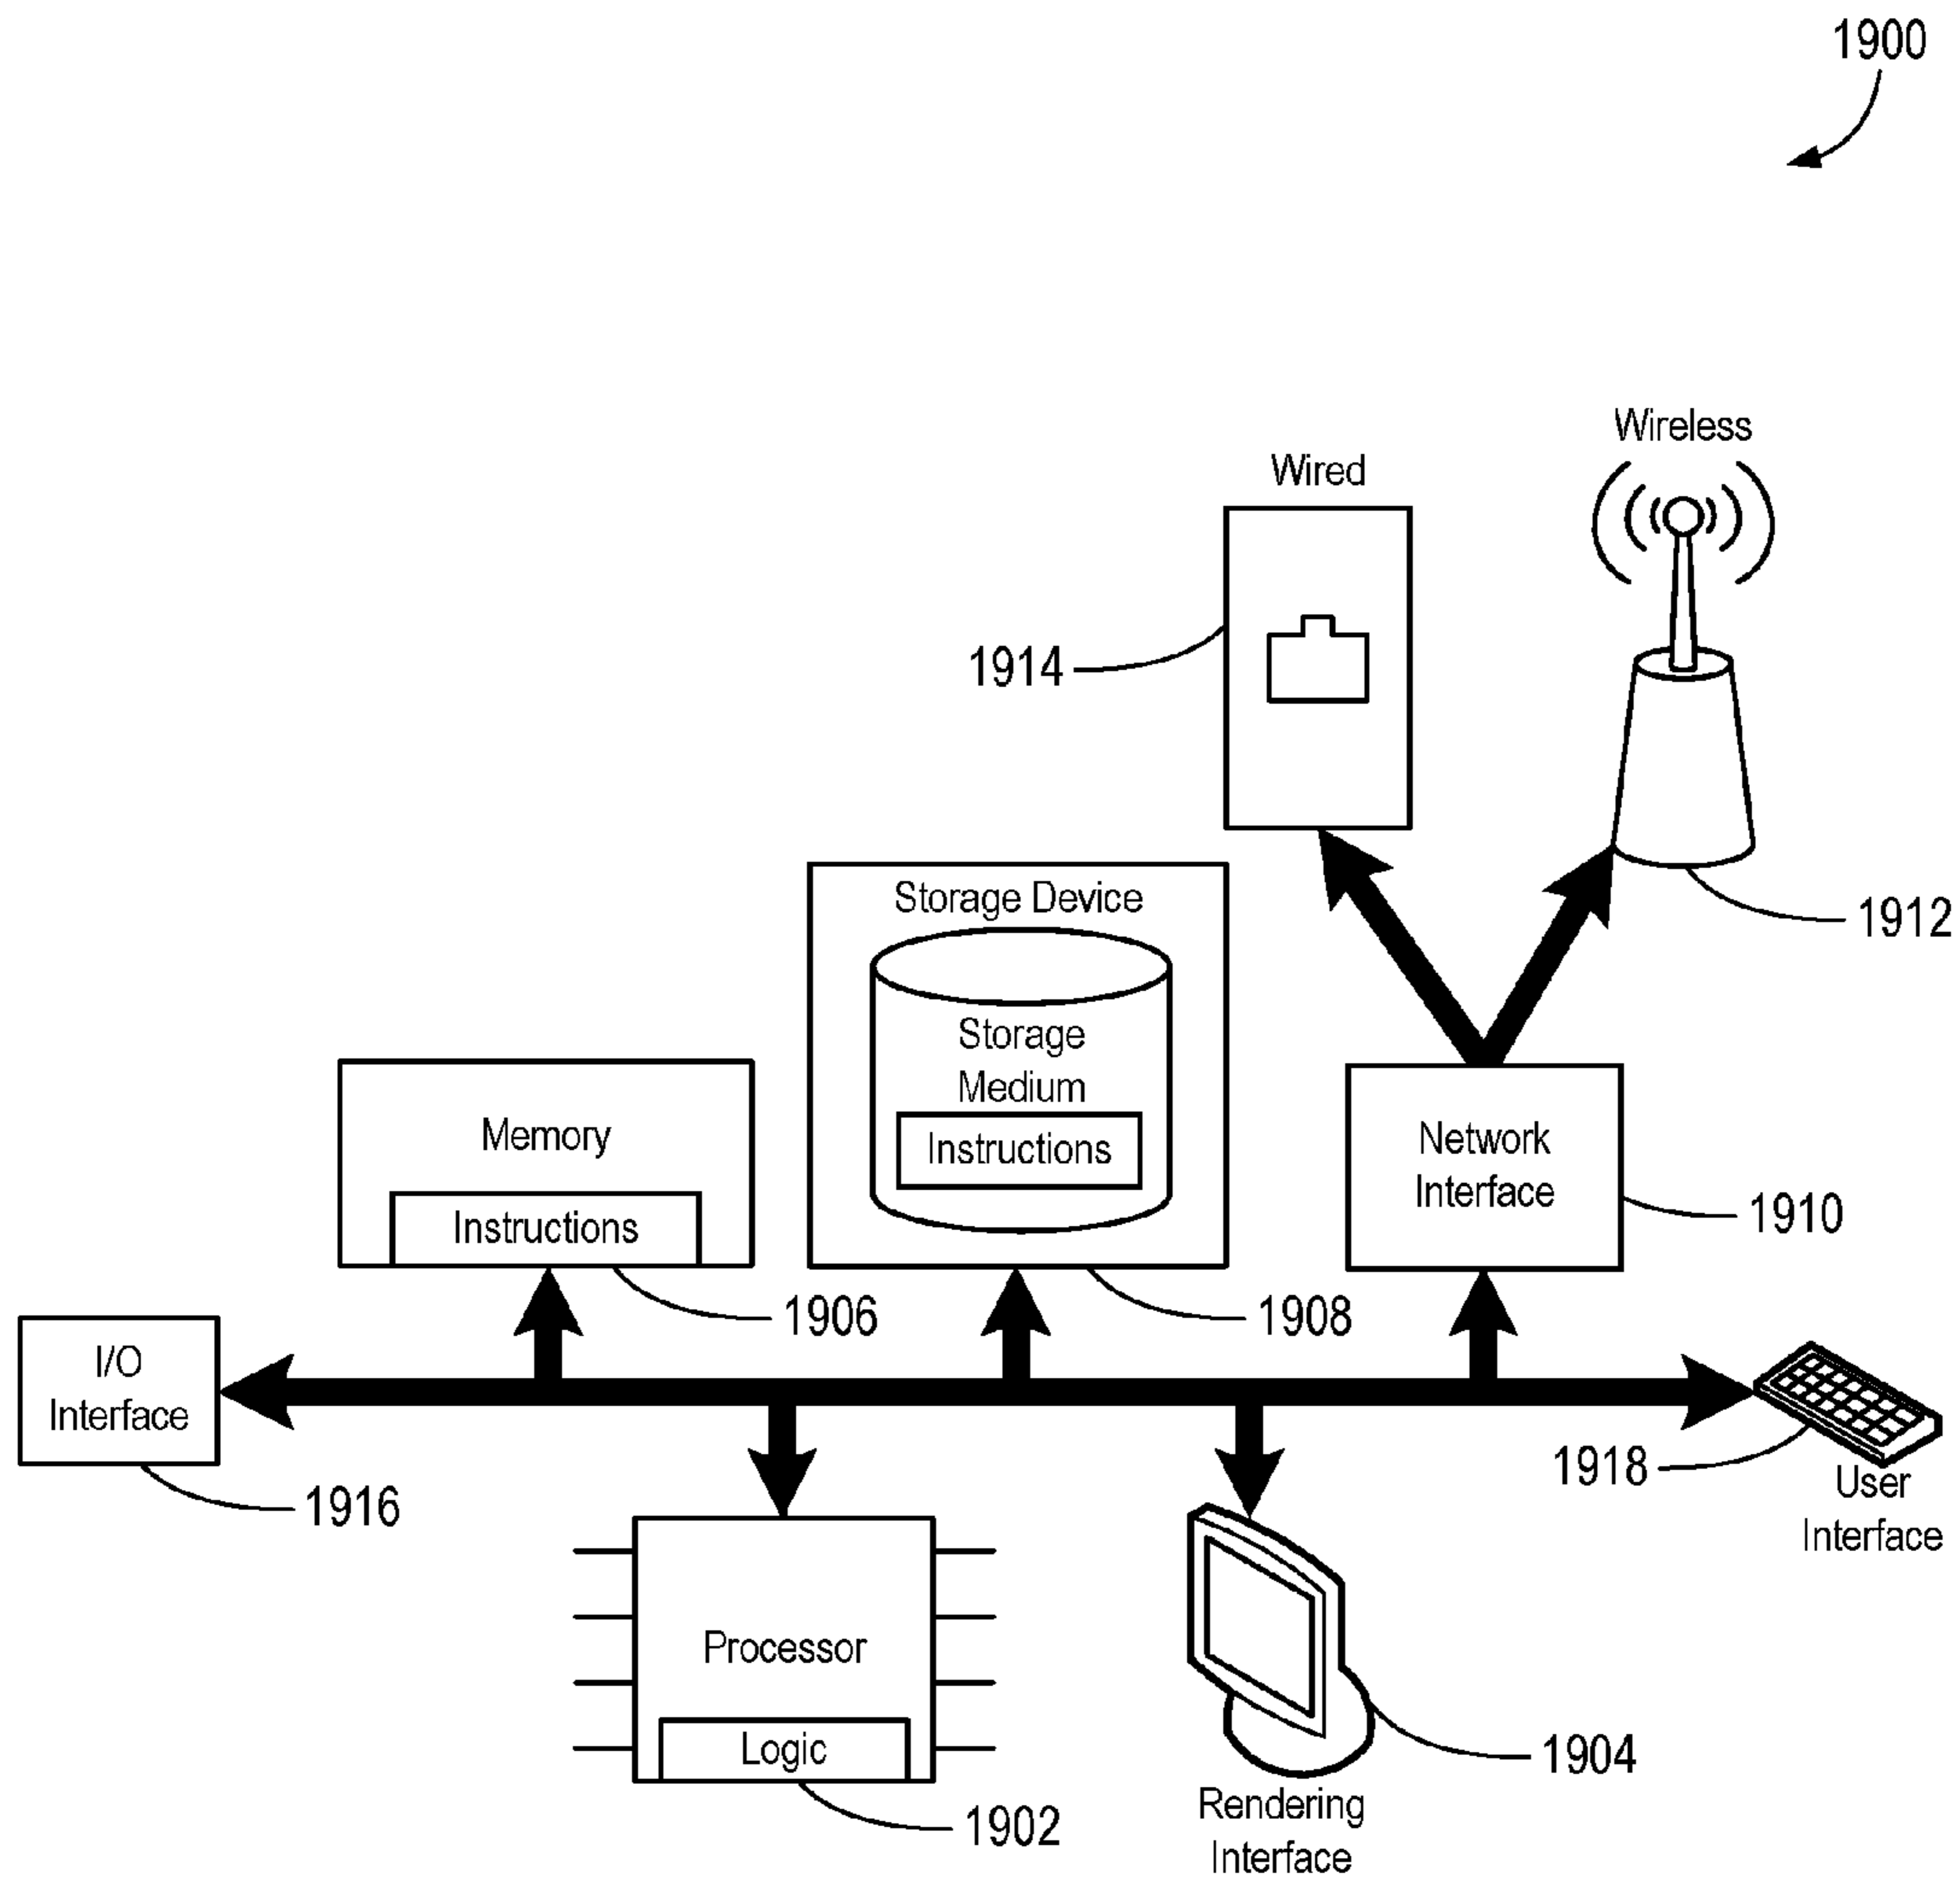 1900
Wireless
Wired
1914
1912
Storage Device
Storage
Medium
Instructions
Memory
Instructions
Network
Interface
1910
1906
1908
I/O
Interface
1916
1918
User
Interface
Processor
Logic
1902
1904
Rendering
Interface